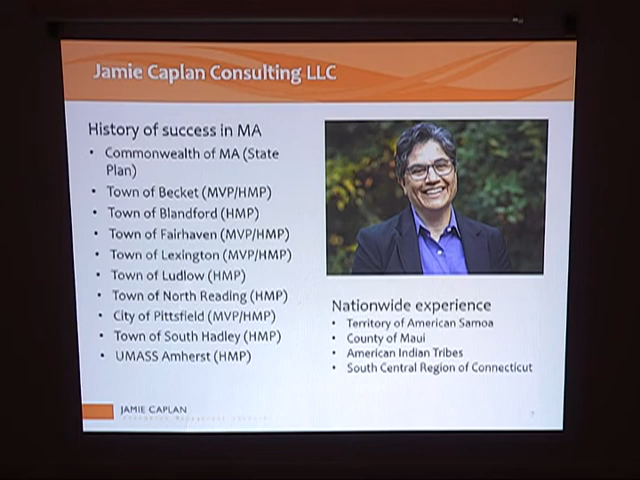 Jamie Caplan Consulting LLC
History of success in MA
• Commonwealth of MA (State
Plan)
• Town of Becket (MVP/HMP)
• Town of Blandford (HMP)
• Town of Fairhaven (MVP/HMP)
• Town of Lexington (MVP/HMP)
• Town of Ludlow (HMP)
• Town of North Reading (HMP)
• City of Pittsfield (MVP/HMP)
• Town of South Hadley (HMP)
• UMASS Amherst (HMP)
Nationwide experience
• Territory of American Samoa
• County of Maui
• American Indian Tribes
• South Central Region of Connecticut
JAMIE CAPLAN